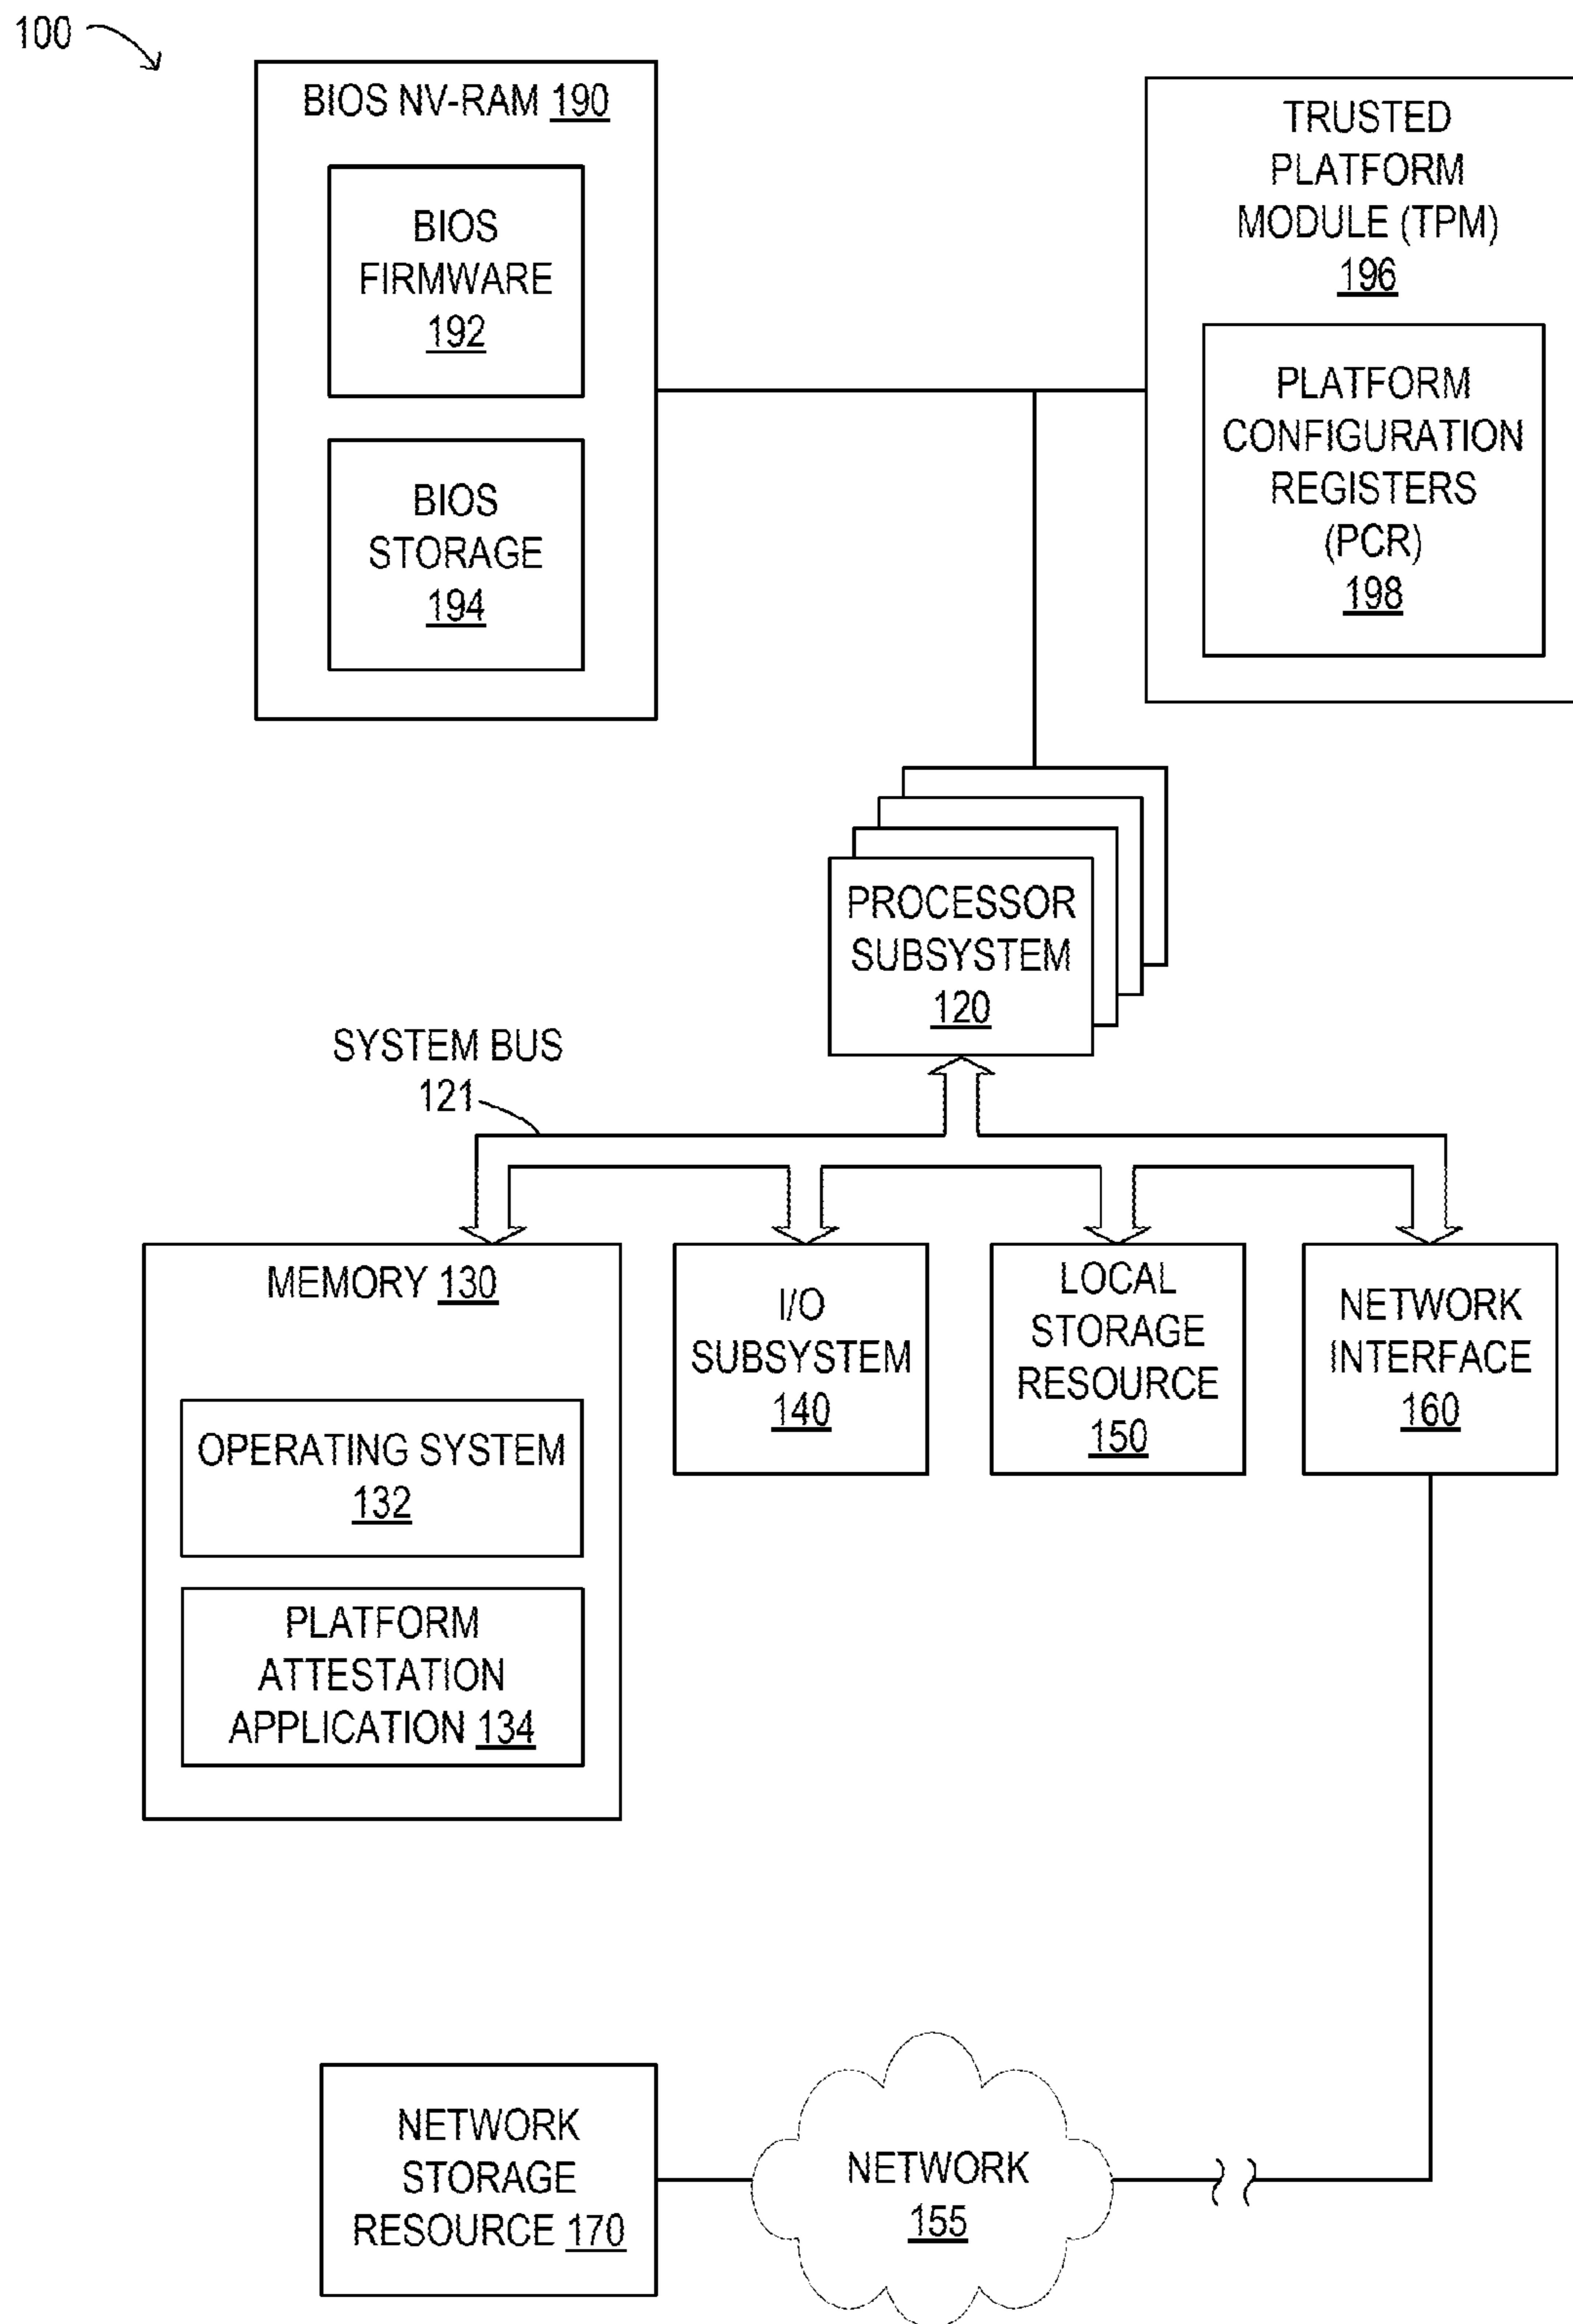 100
BIOS NV-RAM 190
BIOS
FIRMWARE
192
BIOS
STORAGE
194
TRUSTED
PLATFORM
MODULE (TPM)
196
PLATFORM
CONFIGURATION
REGISTERS
(PCR)
198
PROCESSOR
SUBSYSTEM
120
SYSTEM BUS
121
MEMORY 130
OPERATING SYSTEM
132
PLATFORM
ATTESTATION
APPLICATION 134
I/O
SUBSYSTEM
140
LOCAL
STORAGE
RESOURCE
150
NETWORK
INTERFACE
160
NETWORK
STORAGE
RESOURCE 170
NETWORK
155